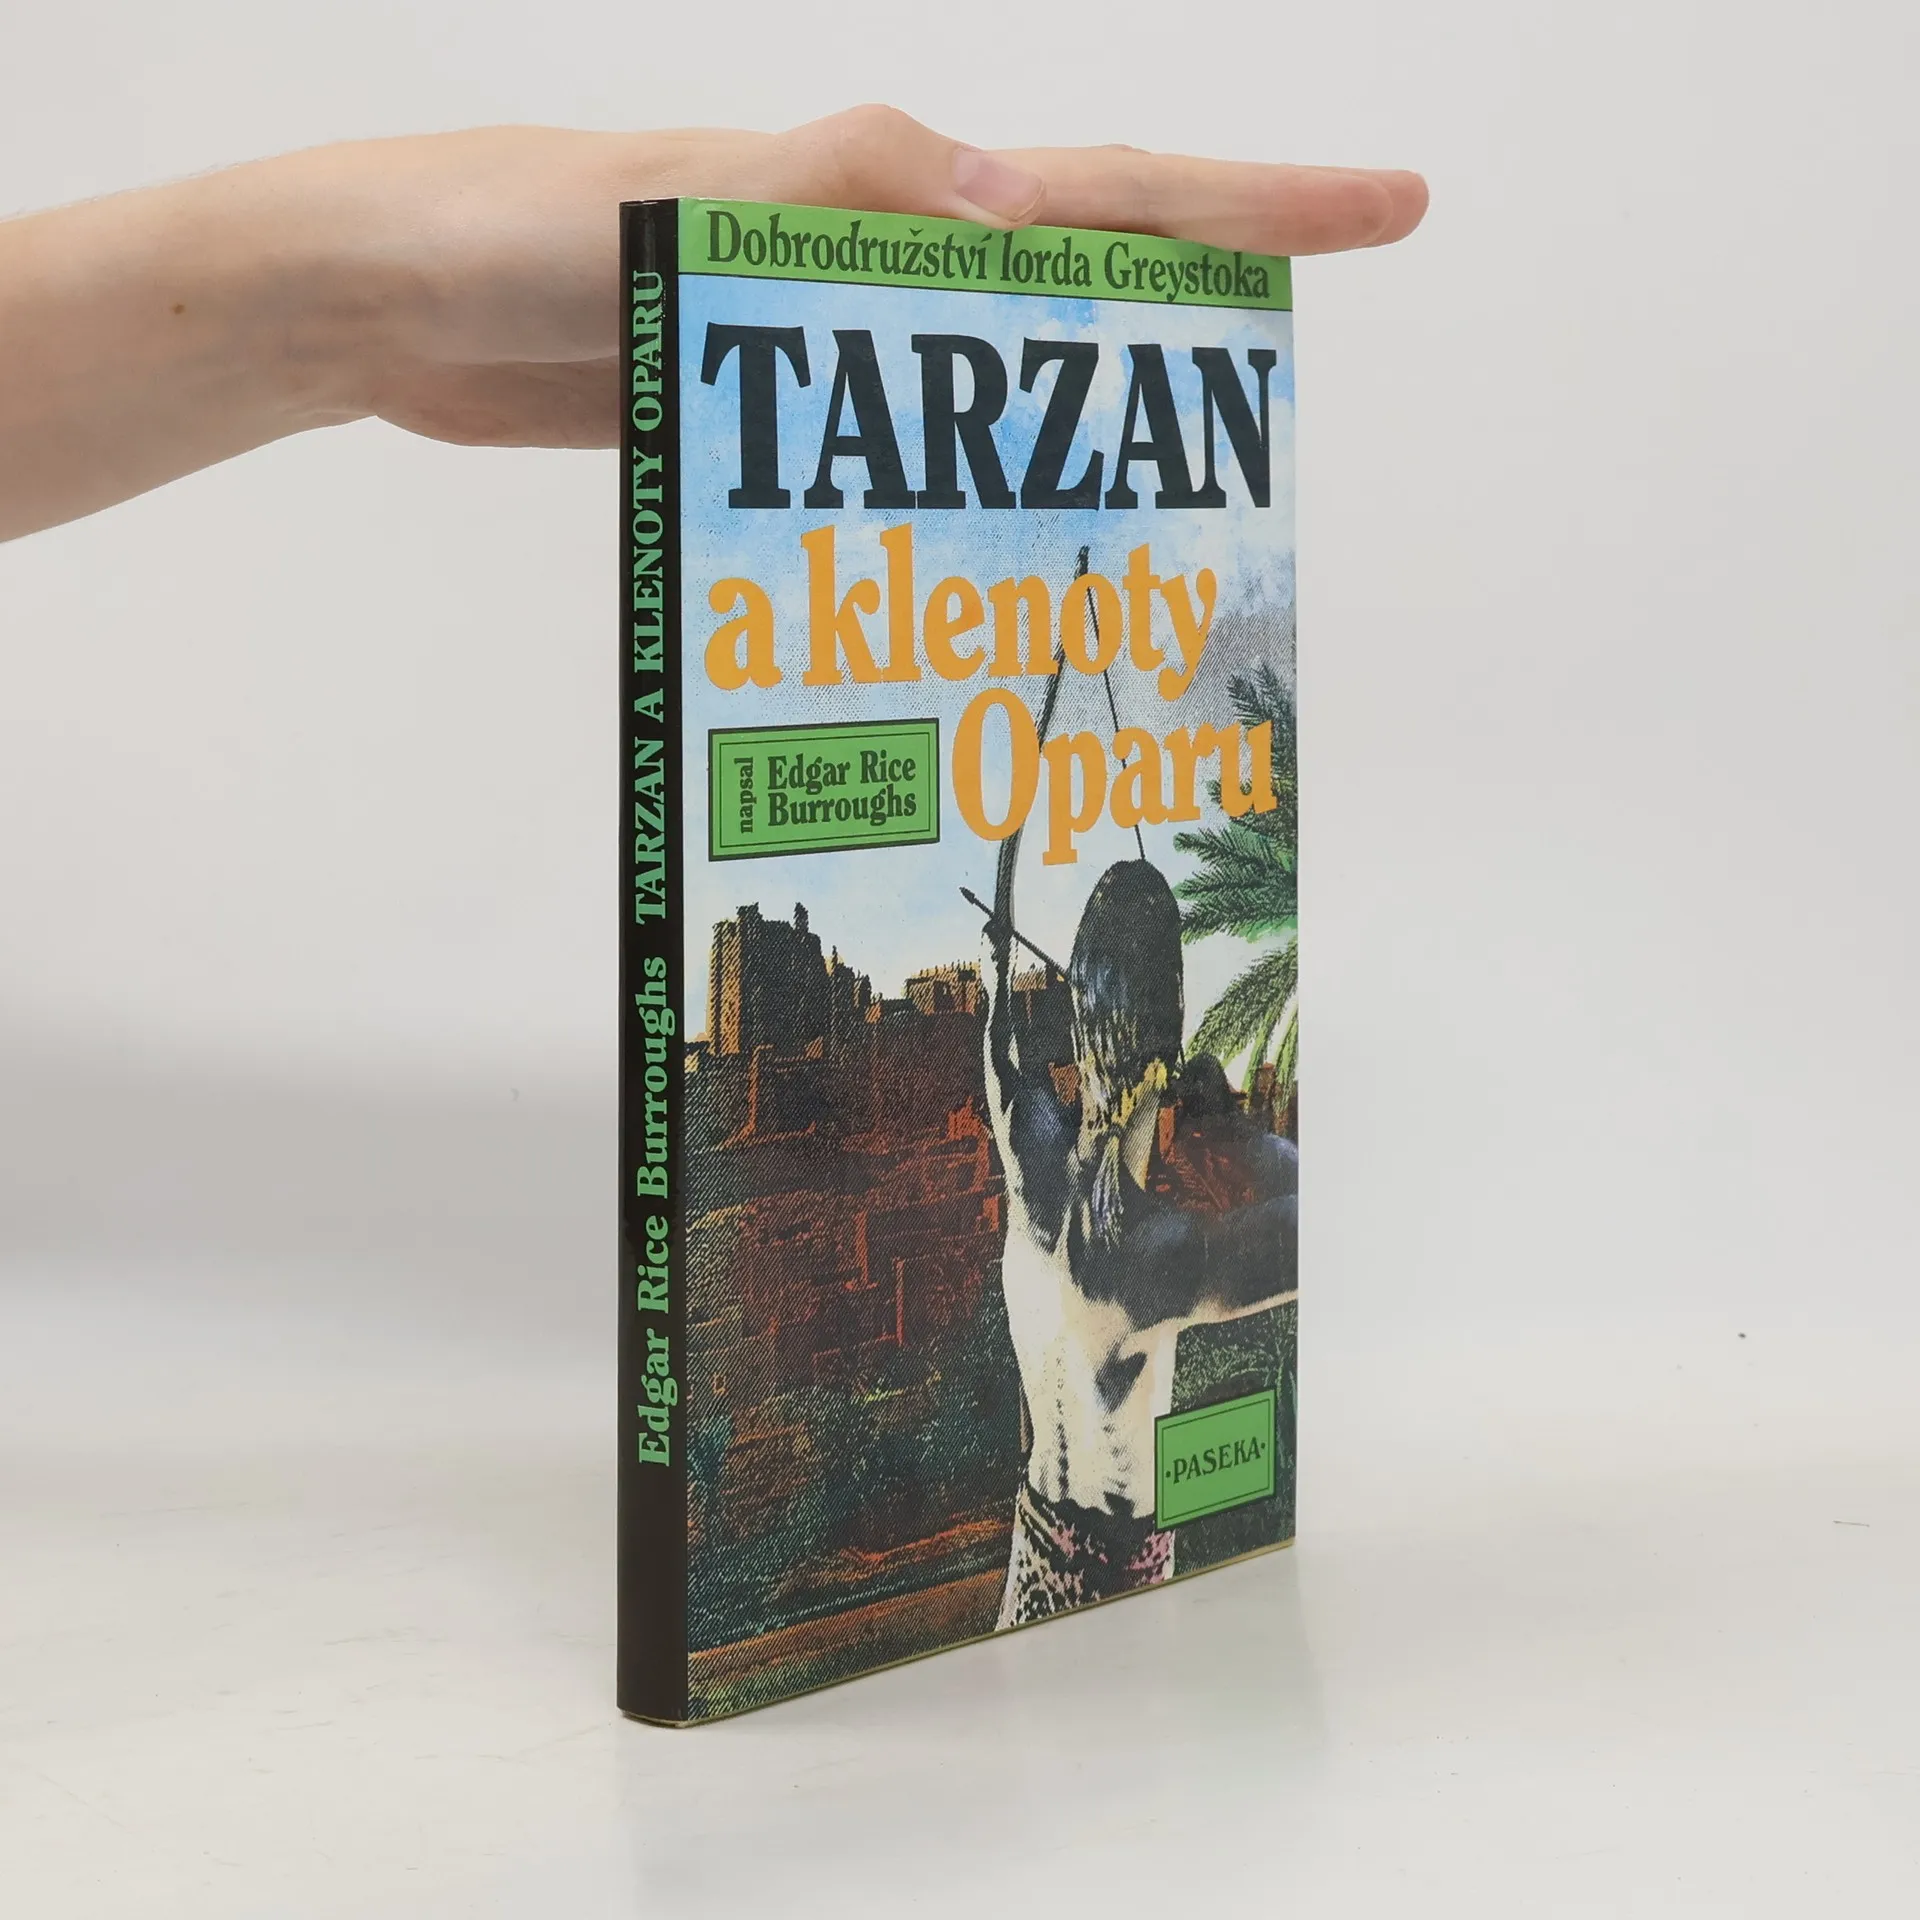 Dobrodružství lorda Greystoka
TARZAN
a klenoty
Oparu
napsal
Edgar Rice
Burroughs
·PASEKA·
Edgar Rice Burroughs TARZAN A KLENOTY OPARU